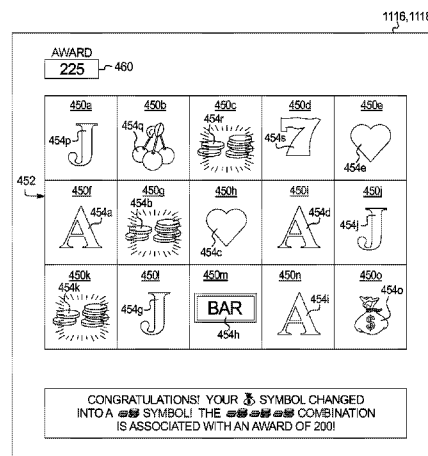 1116,1118
AWARD
225 460
450a 450b 450c 450d 450e
454p J 454q 454r 7 454s 454e
452
450f 450g 450h 450i 450j
A 454a 454b 454c A 454d J 454j
450k 450l 450m 450n 450o
454k J 454g BAR 454h A 454i $ 454o
CONGRATULATIONS! YOUR $ SYMBOL CHANGED
INTO A SYMBOL! THE COMBINATION
IS ASSOCIATED WITH AN AWARD OF 200!